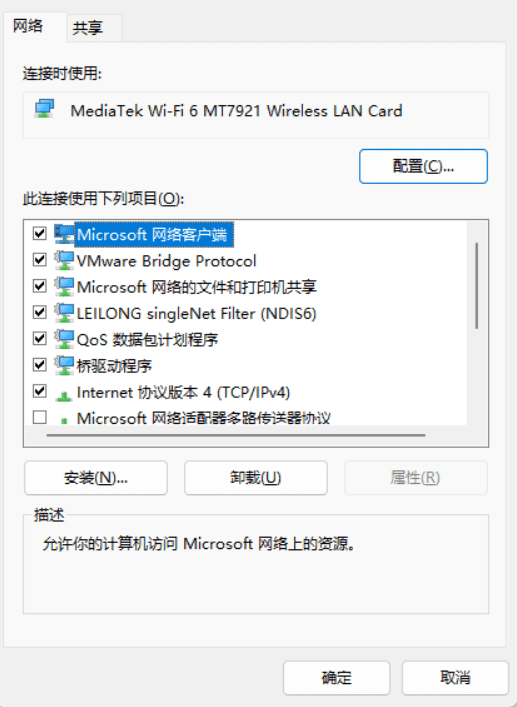 网络
共享
连接时使用:
MediaTek Wi-Fi 6 MT7921 Wireless LAN Card
配置(C)...
此连接使用下列项目(O):
Microsoft 网络客户端
VMware Bridge Protocol
Microsoft 网络的文件和打印机共享
LEILONG singleNet Filter (NDIS6)
QoS 数据包计划程序
桥驱动程序
Internet 协议版本 4 (TCP/IPv4)
Microsoft 网络适配器多路传送器协议
安装(N)...
卸载(U)
属性(R)
描述
允许你的计算机访问 Microsoft 网络上的资源。
确定
取消